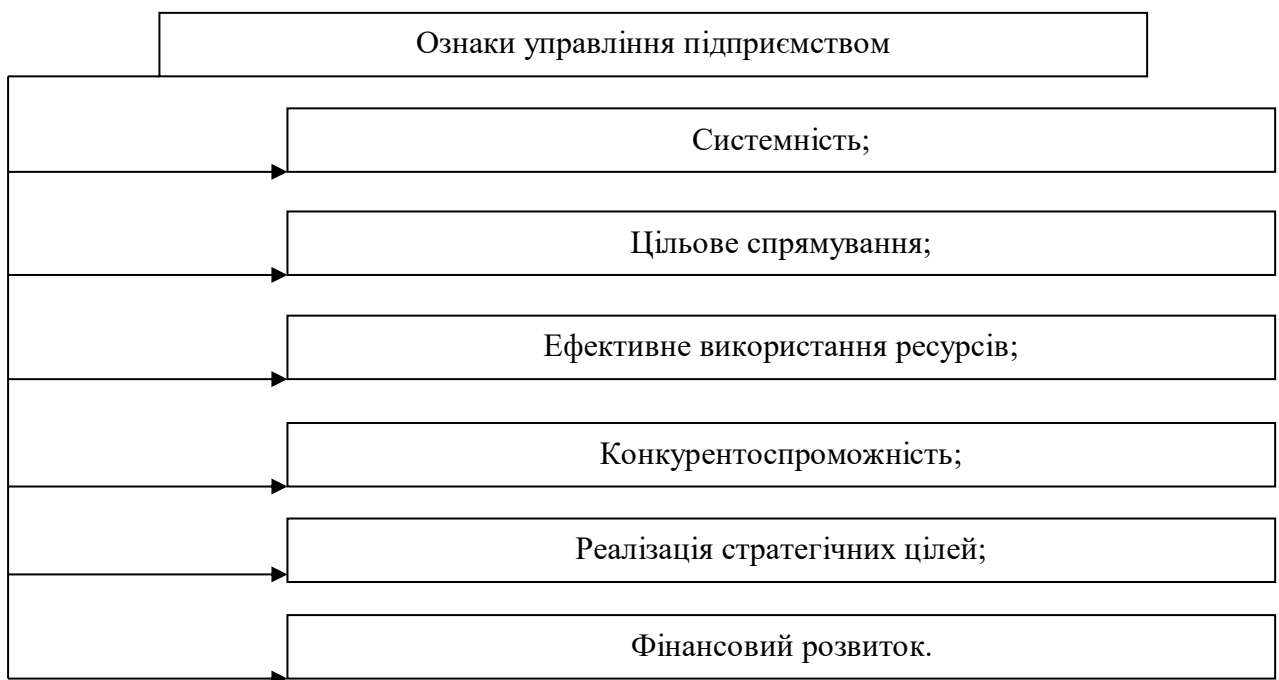 Ознаки управління підприємством
Системність;
Цільове спрямування;
Ефективне використання ресурсів;
Конкурентоспроможність;
Реалізація стратегічних цілей;
Фінансовий розвиток.